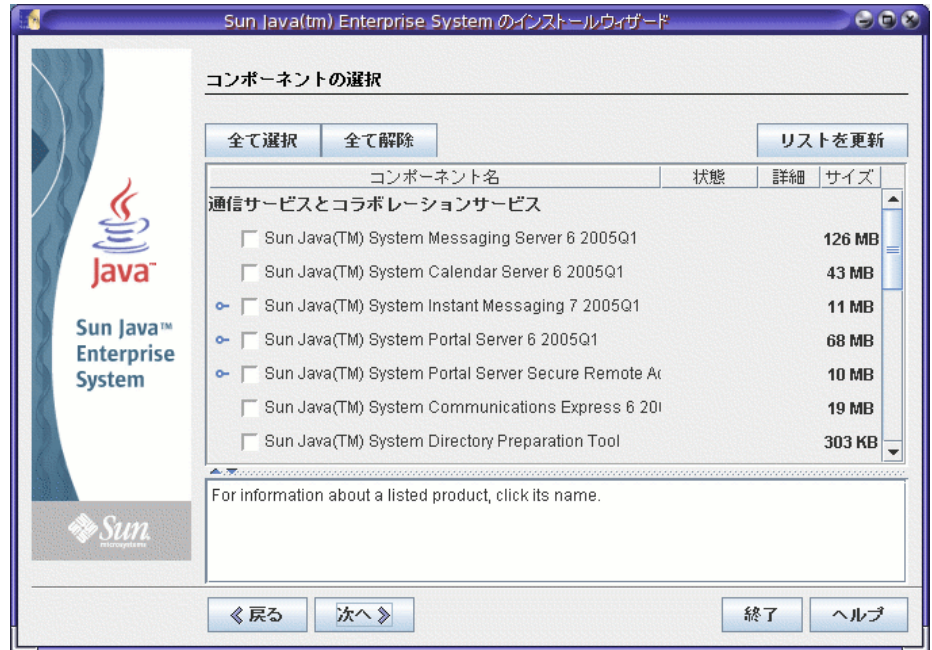 Sun Java(tm) Enterprise System のインストールウィザード
コンポーネントの選択
全て選択
全て解除
リストを更新
コンポーネント名
状態
詳細
サイズ
通信サービスとコラボレーションサービス
Sun Java(TM) System Messaging Server 6 2005Q1
126 MB
Sun Java(TM) System Calendar Server 6 2005Q1
43 MB
Sun Java(TM) System Instant Messaging 7 2005Q1
11 MB
Sun Java(TM) System Portal Server 6 2005Q1
68 MB
Sun Java(TM) System Portal Server Secure Remote
10 MB
Sun Java(TM) System Communications Express 6
19 MB
Sun Java(TM) System Directory Preparation Tool
303 KB
For information about a listed product, click its name.
Java™
Sun Java™
Enterprise
System
Sun
microsystems
戻る
次へ
終了
ヘルプ